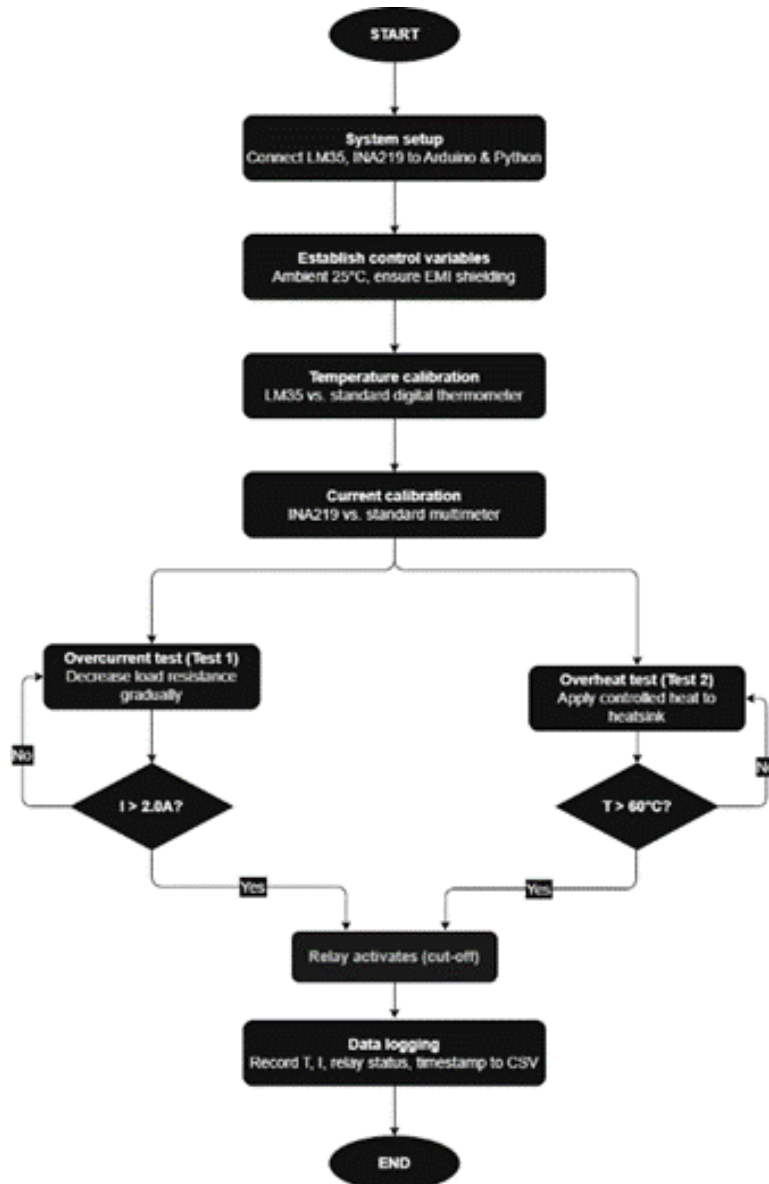 START
System setup
Connect LM35, INA219 to Arduino & Python
Establish control variables
Ambient 25°C, ensure EMI shielding
Temperature calibration
LM35 vs. standard digital thermometer
Current calibration
INA219 vs. standard multimeter
Overcurrent test (Test 1)
Decrease load resistance
gradually
Overheat test (Test 2)
Apply controlled heat to
heatsink
No
No
I > 2.0A?
T > 60°C?
Yes
Yes
Relay activates (cut-off)
Data logging
Record T, I, relay status, timestamp to CSV
END